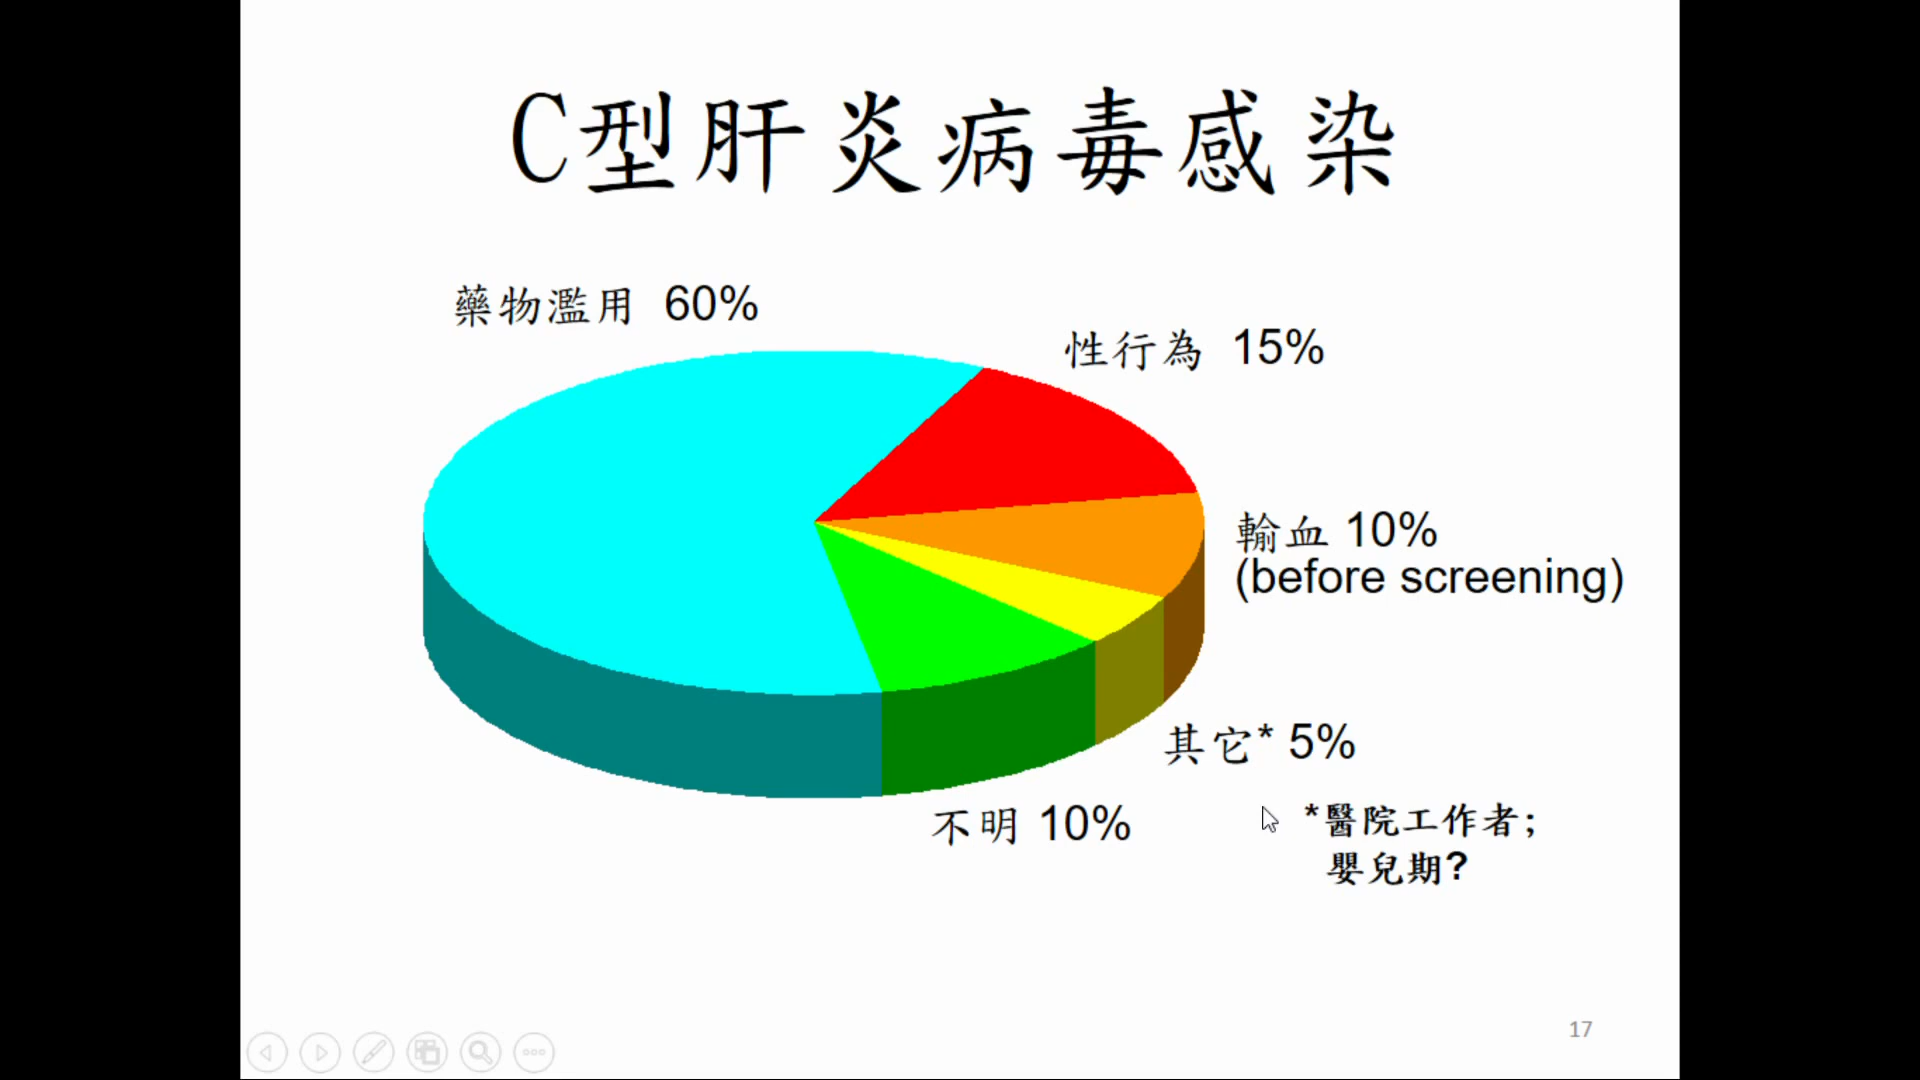 C型肝炎病毒感染
藥物濫用 60%
性行為 15%
輸血 10%
(before screening)
其它* 5%
不明 10%
*醫院工作者;
嬰兒期?
17